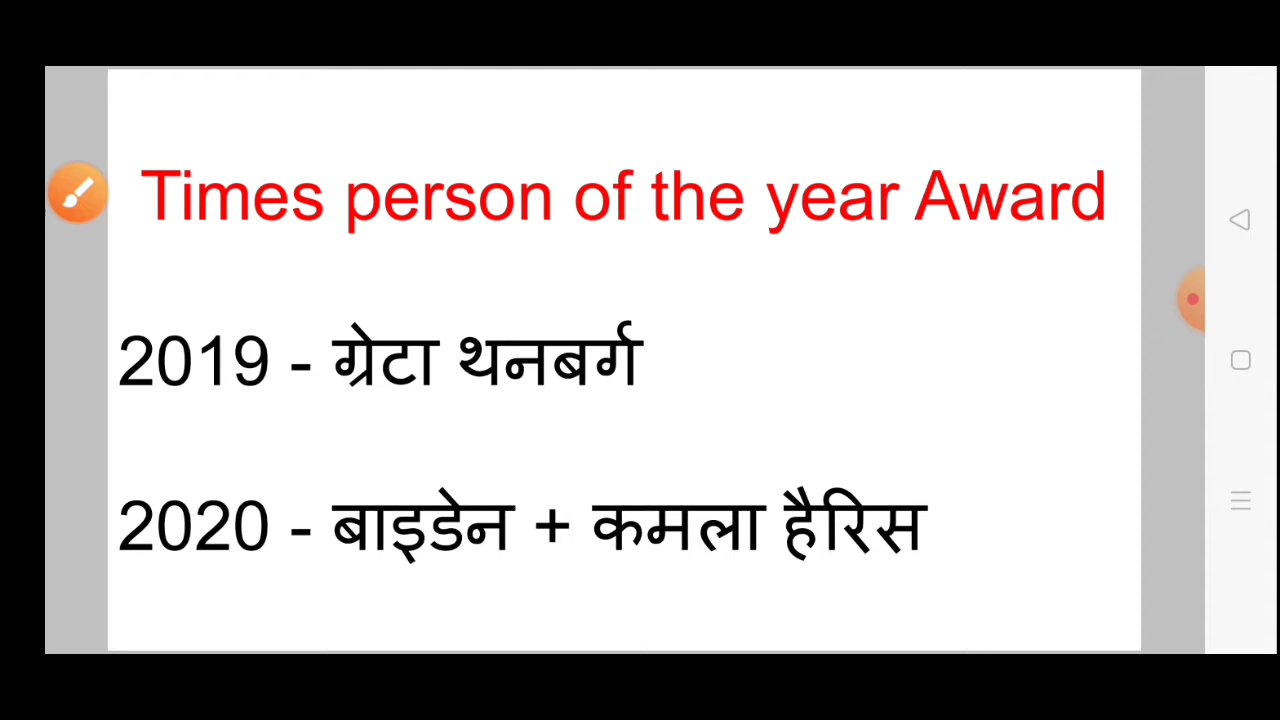 Times person of the year Award
2019 - ग्रेटा थनबर्ग
2020 - बाइडेन + कमला हैरिस